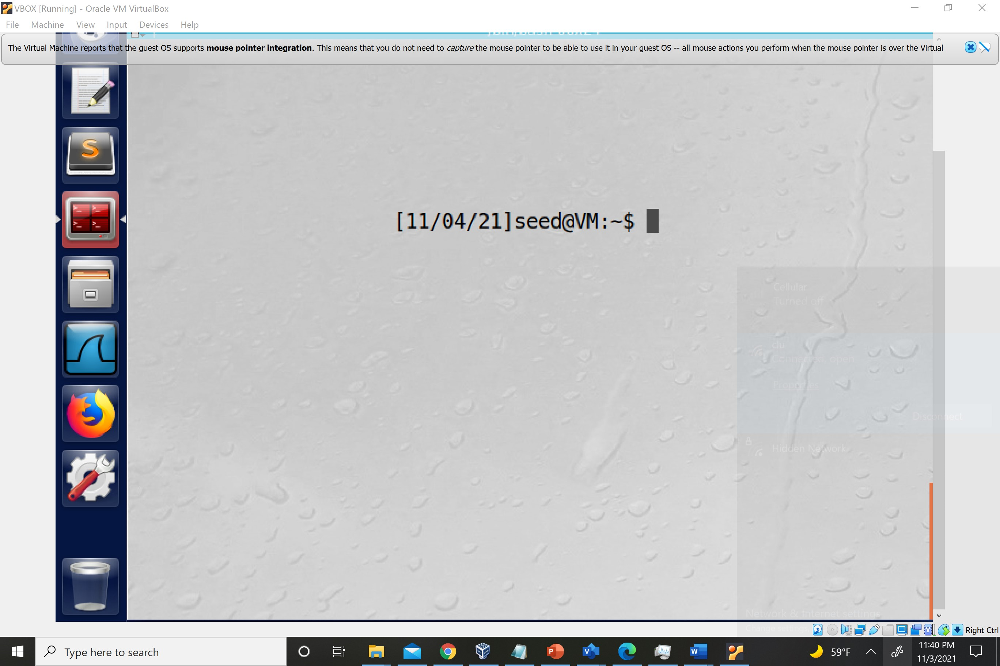 VBOX [Running] - Oracle VM VirtualBox
File Machine View Input Devices Help
The Virtual Machine reports that the guest OS supports mouse pointer integration. This means that you do not need to capture the mouse pointer to be able to use it in your guest OS -- all mouse actions you perform when the mouse pointer is over the Virtual
S
[11/04/21]seed@VM:~$
Cellular
Turned off
clu
Connected, open
Properties
Disconnect
Hidden Network
Network & Internet settings
Change settings
Right Ctrl
Type here to search
59°F
11:40 PM
11/3/2021